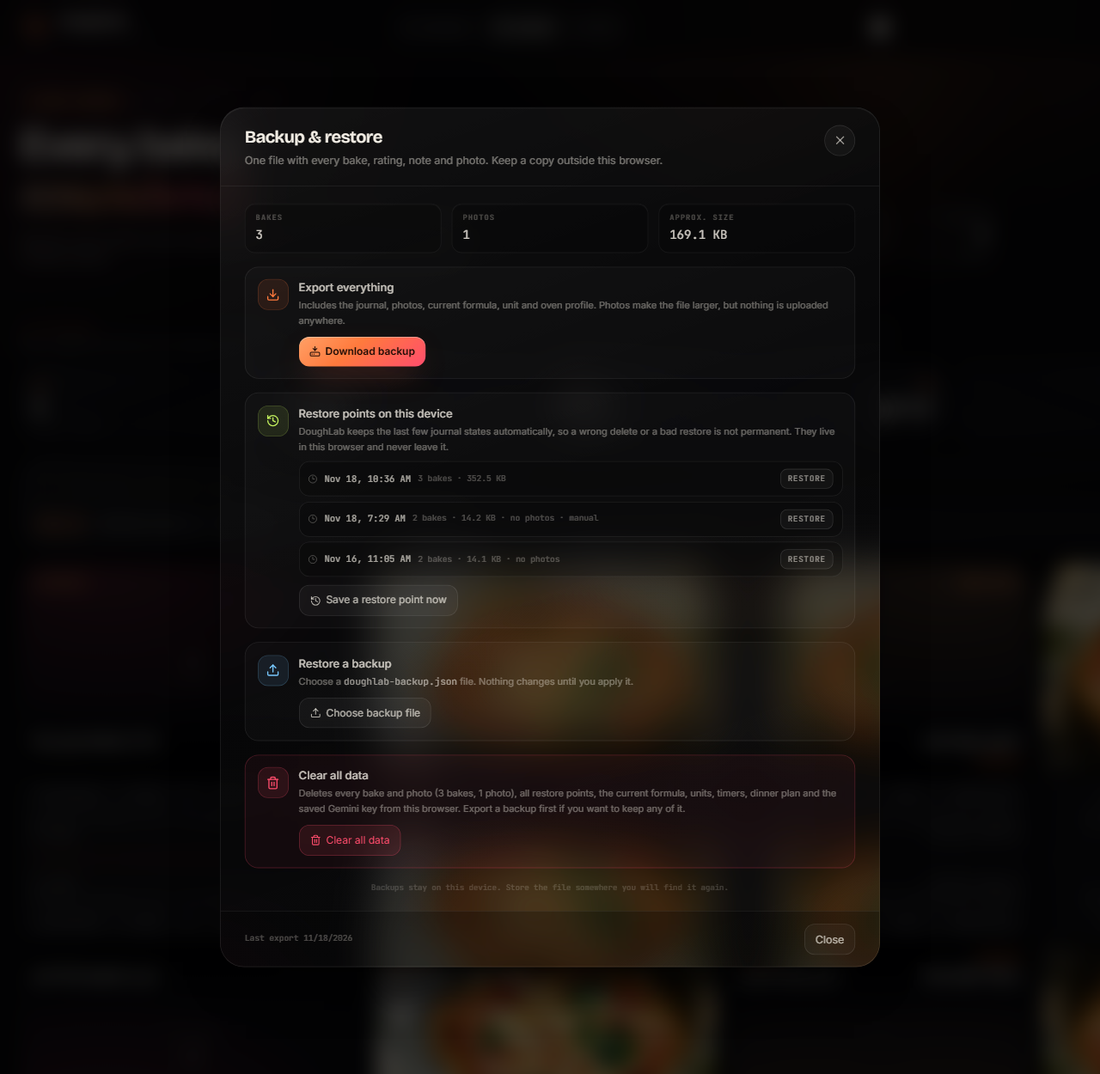 Backup & restore
One file with every bake, rating, note and photo. Keep a copy outside this browser.
BAKES
3
PHOTOS
1
APPROX. SIZE
169.1 KB
Export everything
Includes the journal, photos, current formula, unit and oven profile. Photos make the file larger, but nothing is uploaded
anywhere.
Download backup
Restore points on this device
DoughLab keeps the last few journal states automatically, so a wrong delete or a bad restore is not permanent. They live
in this browser and never leave it.
Nov 18, 10:36 AM 3 bakes · 352.5 KB RESTORE
Nov 18, 7:29 AM 2 bakes · 14.2 KB · no photos · manual RESTORE
Nov 16, 11:05 AM 2 bakes · 14.1 KB · no photos RESTORE
Save a restore point now
Restore a backup
Choose a doughlab-backup.json file. Nothing changes until you apply it.
Choose backup file
Clear all data
Deletes every bake and photo (3 bakes, 1 photo), all restore points, the current formula, units, timers, dinner plan and the
saved Gemini key from this browser. Export a backup first if you want to keep any of it.
Clear all data
Backups stay on this device. Store the file somewhere you will find it again.
Last export 11/18/2026
Close